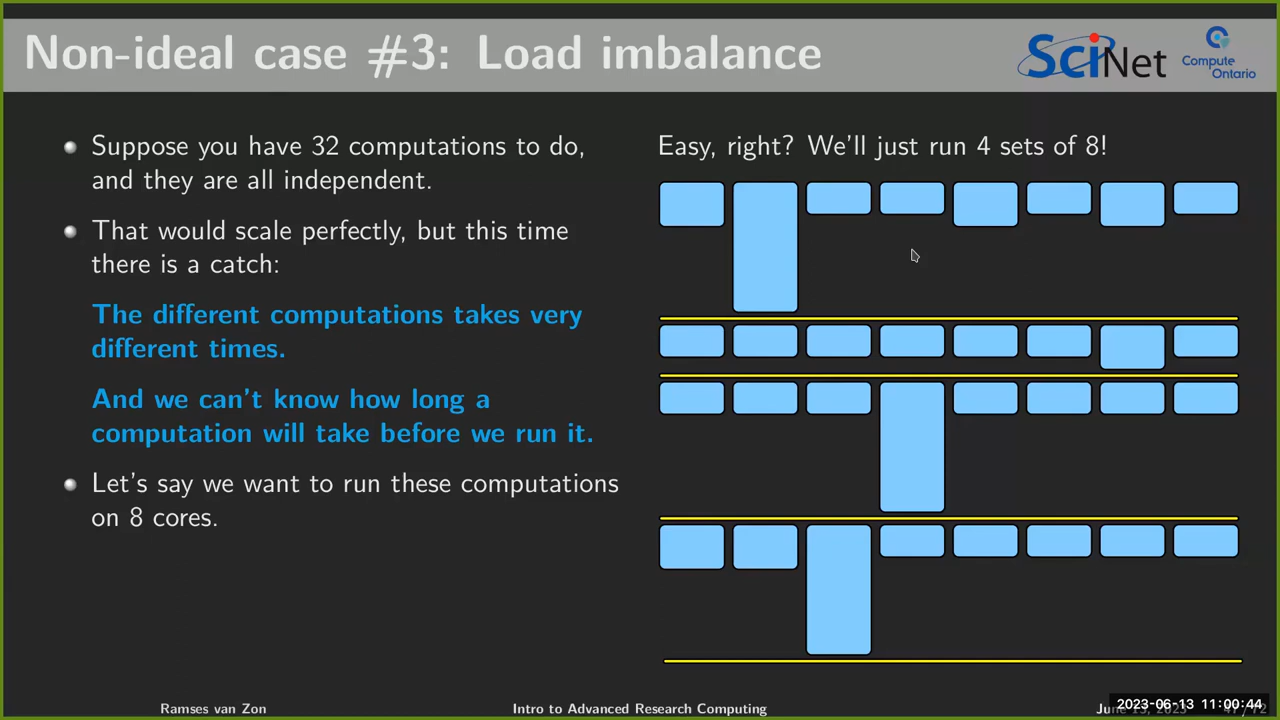 Non-ideal case #3: Load imbalance
SciNet
Compute
Ontario
Suppose you have 32 computations to do,
and they are all independent.
That would scale perfectly, but this time
there is a catch:
The different computations takes very
different times.
And we can't know how long a
computation will take before we run it.
Let's say we want to run these computations
on 8 cores.
Easy, right? We'll just run 4 sets of 8!
Ramses van Zon
Intro to Advanced Research Computing
2023-06-13 11:00:44